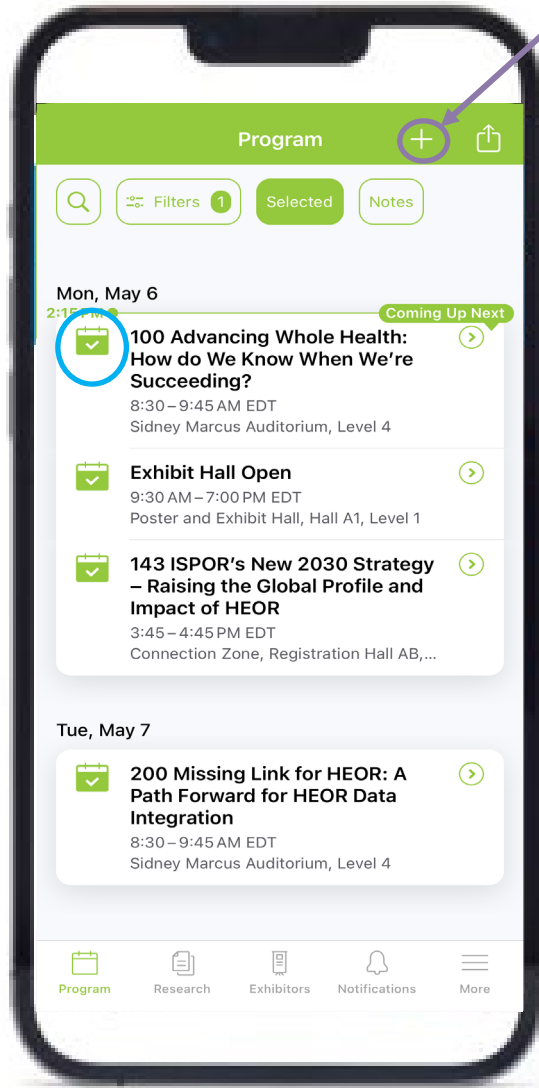 Program
Filters 1 Selected Notes
Mon, May 6
2:15 PM
Coming Up Next
100 Advancing Whole Health:
How do We Know When We’re
Succeeding?
8:30–9:45 AM EDT
Sidney Marcus Auditorium, Level 4
Exhibit Hall Open
9:30 AM–7:00 PM EDT
Poster and Exhibit Hall, Hall A1, Level 1
143 ISPOR’s New 2030 Strategy
– Raising the Global Profile and
Impact of HEOR
3:45–4:45 PM EDT
Connection Zone, Registration Hall AB,...
Tue, May 7
200 Missing Link for HEOR: A
Path Forward for HEOR Data
Integration
8:30–9:45 AM EDT
Sidney Marcus Auditorium, Level 4
Program Research Exhibitors Notifications More